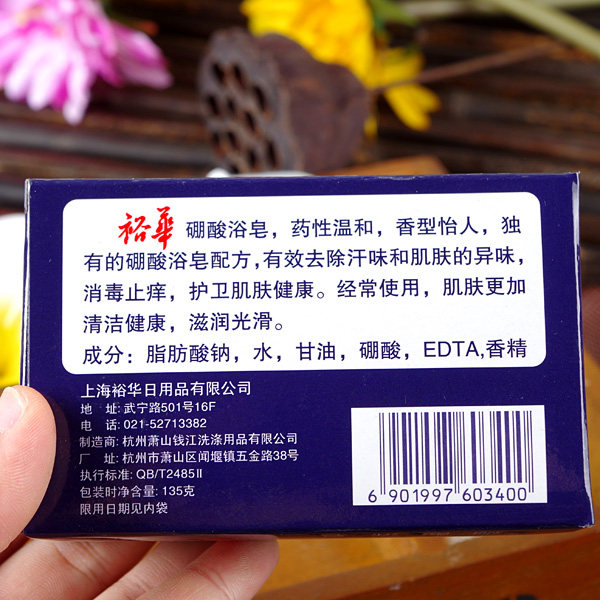 裕華 硼酸浴皂，药性温和，香型怡人，独
有的硼酸浴皂配方,有效去除汗味和肌肤的异味，
消毒止痒，护卫肌肤健康。经常使用，肌肤更加
清洁健康，滋润光滑。
成分：脂肪酸钠，水，甘油，硼酸，EDTA,香精
上海裕华日用品有限公司
地 址: 武宁路501号16F
电 话: 021-52713382
制造商: 杭州萧山钱江洗涤用品有限公司
厂 址: 杭州市萧山区闻堰镇五金路38号
执行标准: QB/T2485Ⅱ
包装时净含量: 135克
限用日期见内袋
6 901997 603400